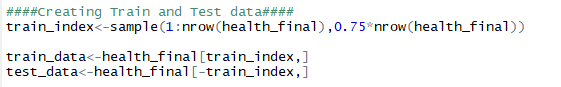 ####Creating Train and Test data####
train_index<-sample(1:nrow(health_final),0.75*nrow(health_final))
train_data<-health_final[train_index,]
test_data<-health_final[-train_index,]